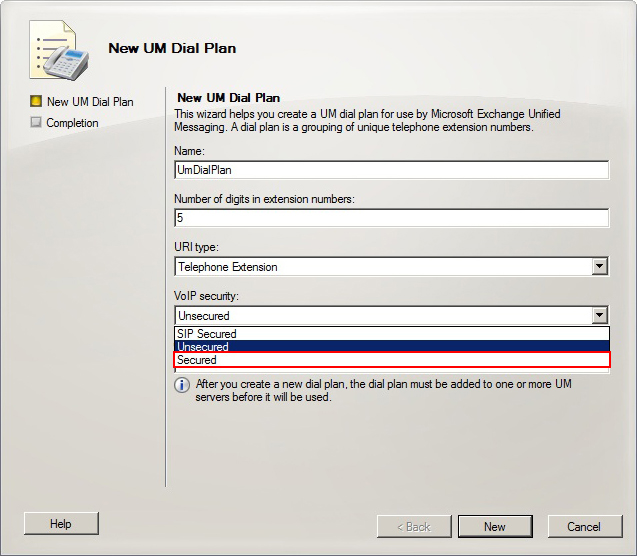 New UM Dial Plan
New UM Dial Plan
Completion
New UM Dial Plan
This wizard helps you create a UM dial plan for use by Microsoft Exchange Unified
Messaging. A dial plan is a grouping of unique telephone extension numbers.
Name:
UmDialPlan
Number of digits in extension numbers:
5
URI type:
Telephone Extension
VoIP security:
Unsecured
SIP Secured
Unsecured
Secured
After you create a new dial plan, the dial plan must be added to one or more UM
servers before it will be used.
Help
< Back
New
Cancel